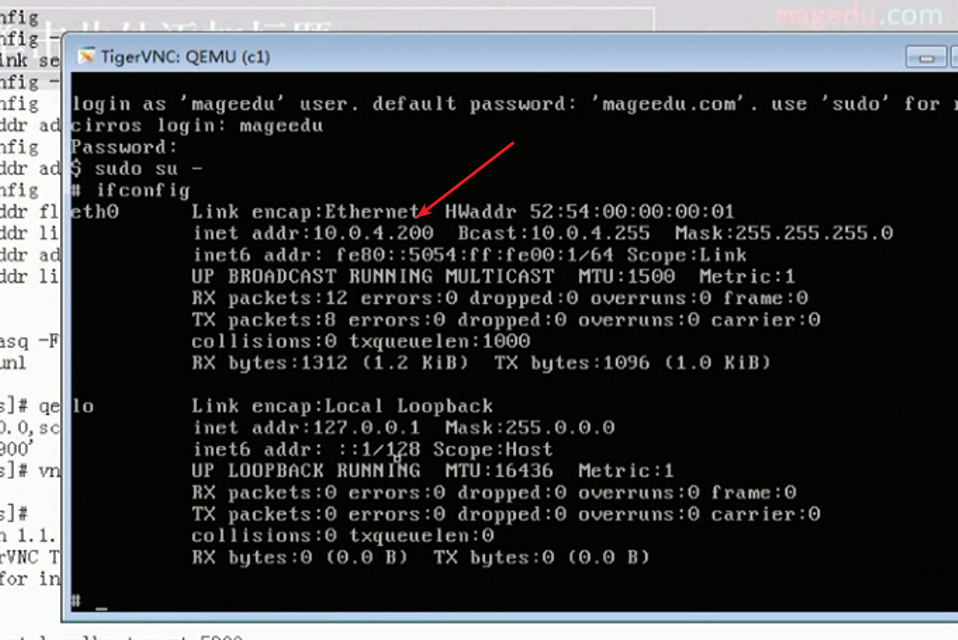 magedu.com
nfig
nfig -
ink se
nfig -
nfig
ddr ad
nfig
ddr ad
nfig
ddr fl
ddr li
ddr ad
ddr li
asq -F
unl
s]# qe
0.0,sc
900'
s]# vn
s]#
n 1.1.
rVNC T
for in
TigerVNC: QEMU (c1)
login as 'mageedu' user. default password: 'mageedu.com'. use 'sudo' for
cirros login: mageedu
Password:
$ sudo su -
# ifconfig
eth0 Link encap:Ethernet HWaddr 52:54:00:00:00:01
inet addr:10.0.4.200 Bcast:10.0.4.255 Mask:255.255.255.0
inet6 addr: fe80::5054:ff:fe00:1/64 Scope:Link
UP BROADCAST RUNNING MULTICAST MTU:1500 Metric:1
RX packets:12 errors:0 dropped:0 overruns:0 frame:0
TX packets:8 errors:0 dropped:0 overruns:0 carrier:0
collisions:0 txqueuelen:1000
RX bytes:1312 (1.2 KiB) TX bytes:1096 (1.0 KiB)
lo Link encap:Local Loopback
inet addr:127.0.0.1 Mask:255.0.0.0
inet6 addr: ::1/128 Scope:Host
UP LOOPBACK RUNNING MTU:16436 Metric:1
RX packets:0 errors:0 dropped:0 overruns:0 frame:0
TX packets:0 errors:0 dropped:0 overruns:0 carrier:0
collisions:0 txqueuelen:0
RX bytes:0 (0.0 B) TX bytes:0 (0.0 B)
# _